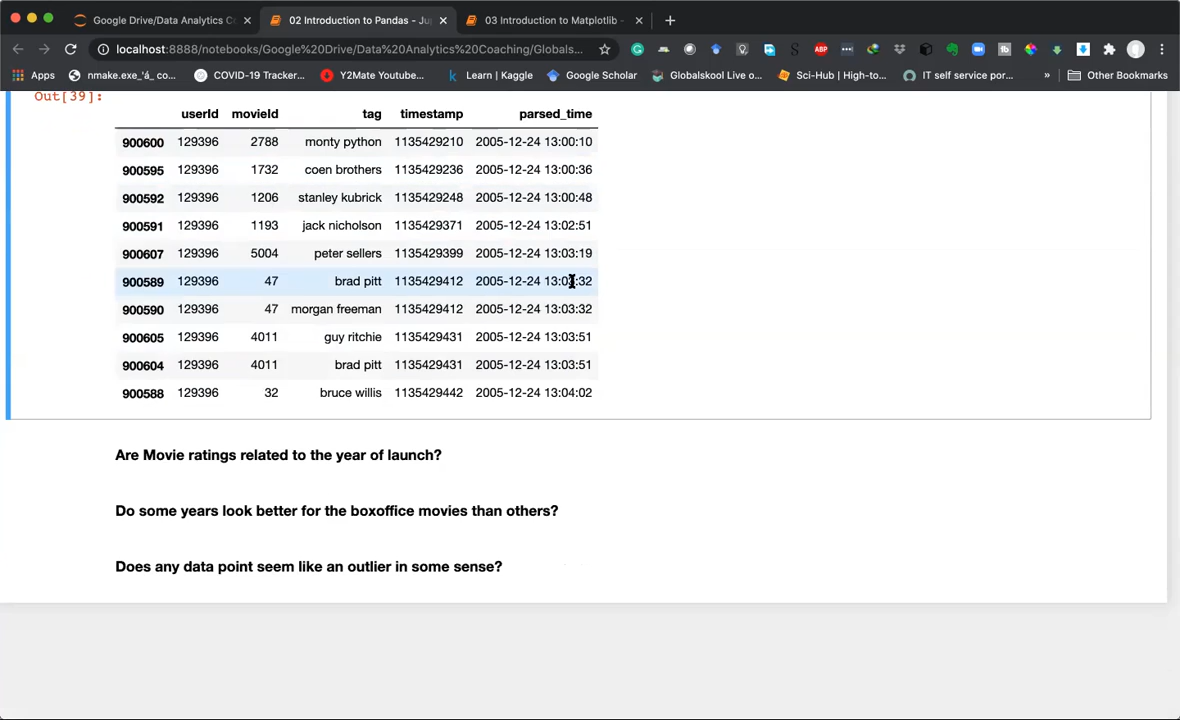 Google Drive/Data Analytics C
02 Introduction to Pandas - Ju
03 Introduction to Matplotlib -
localhost:8888/notebooks/Google%20Drive/Data%20Analytics%20Coaching/Globals...
ABP
Apps
nmake.exe_'á_ co...
COVID-19 Tracker...
Y2Mate Youtube...
Learn | Kaggle
Google Scholar
Globalskool Live o...
Sci-Hub | High-to...
IT self service por...
»
Other Bookmarks
Out[39]:
userId movieId tag timestamp parsed_time
900600 129396 2788 monty python 1135429210 2005-12-24 13:00:10
900595 129396 1732 coen brothers 1135429236 2005-12-24 13:00:36
900592 129396 1206 stanley kubrick 1135429248 2005-12-24 13:00:48
900591 129396 1193 jack nicholson 1135429371 2005-12-24 13:02:51
900607 129396 5004 peter sellers 1135429399 2005-12-24 13:03:19
900589 129396 47 brad pitt 1135429412 2005-12-24 13:03:32
900590 129396 47 morgan freeman 1135429412 2005-12-24 13:03:32
900605 129396 4011 guy ritchie 1135429431 2005-12-24 13:03:51
900604 129396 4011 brad pitt 1135429431 2005-12-24 13:03:51
900588 129396 32 bruce willis 1135429442 2005-12-24 13:04:02
Are Movie ratings related to the year of launch?
Do some years look better for the boxoffice movies than others?
Does any data point seem like an outlier in some sense?